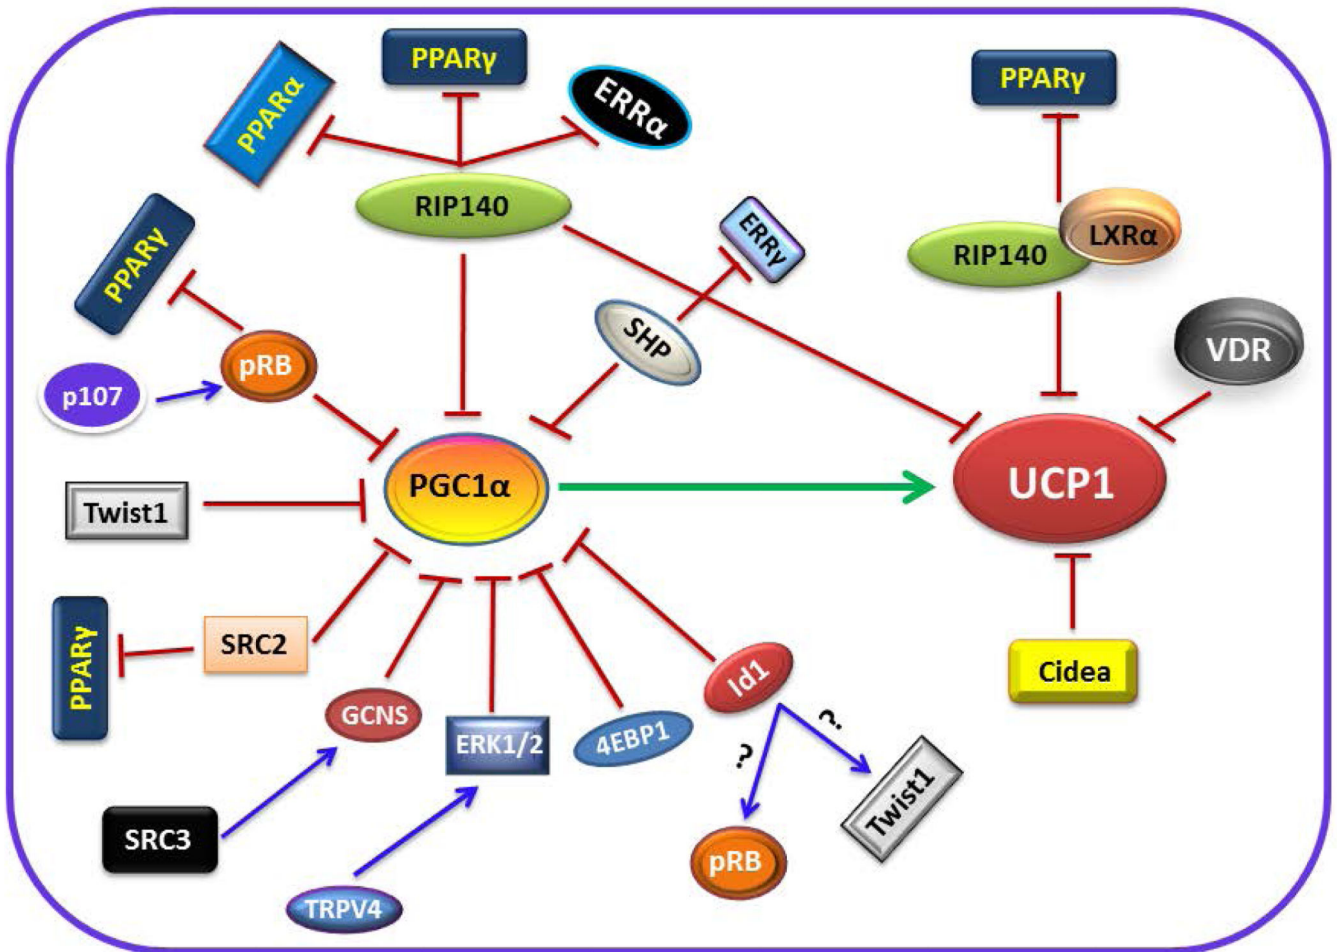 PPARγ
PPARα
ERRα
PPARγ
RIP140
ERRγ
LXRα
RIP140
PPARγ
SHP
VDR
pRB
p107
PGC1α
UCP1
Twist1
PPARγ
SRC2
Id1
Cidea
GCNS
ERK1/2
4EBP1
?
?
Twist1
SRC3
pRB
TRPV4